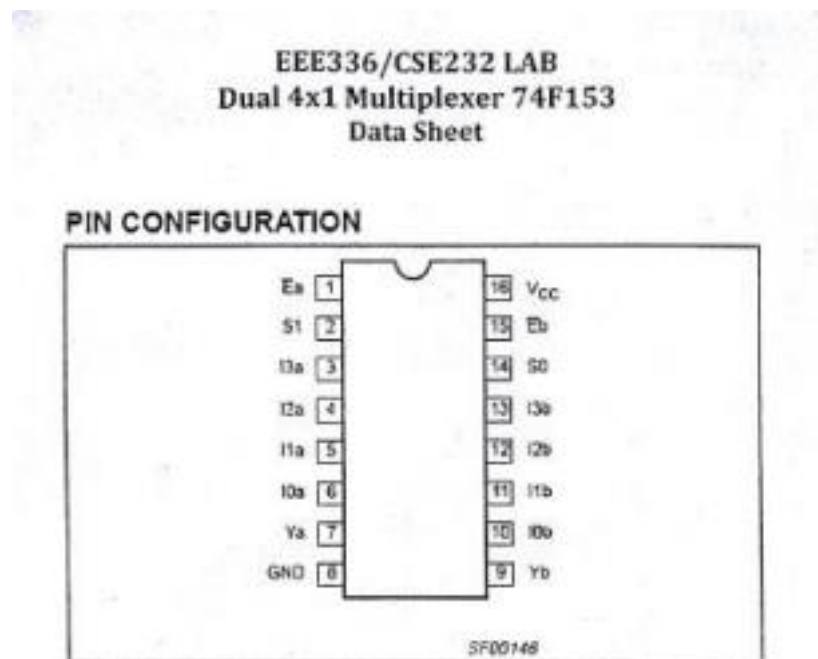 EEE336/CSE232 LAB
Dual 4x1 Multiplexer 74F153
Data Sheet
PIN CONFIGURATION
Ea 1 16 VCC
S1 2 15 Eb
I3a 3 14 S0
I2a 4 13 I3b
I1a 5 12 I2b
I0a 6 11 I1b
Ya 7 10 I0b
GND 8 9 Yb
SF00146